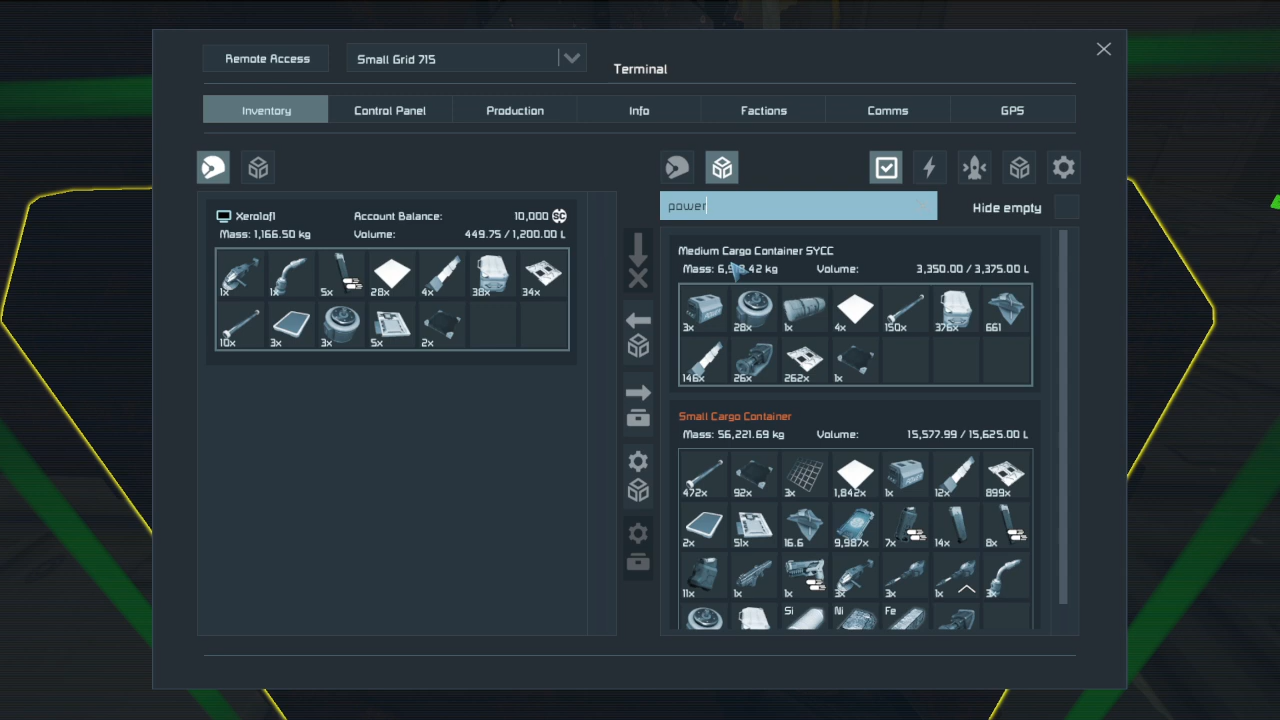 Remote Access
Small Grid 715
Terminal
Inventory
Control Panel
Production
Info
Factions
Comms
GPS
power
Hide empty
Xerolofl
Account Balance: 10,000 SC
Mass: 1,166.50 kg
Volume: 449.75 / 1,200.00 L
1x 1x 5x 28x 4x 38x 34x
10x 3x 3x 5x 2x
Medium Cargo Container SYCC
kg
Volume: 3,350.00 / 3,375.00 L
3x 28x 1x 4x 150x 376x 661
146x 26x 262x 1x
Small Cargo Container
Mass: 56,221.69 kg
Volume: 15,577.99 / 15,625.00 L
472x 92x 3x 1,842x 1x 12x 899x
2x 51x 16.6 9,987x 7x 14x 8x
11x 1x 1x 3x 3x 1x 3x
Si Ni Fe